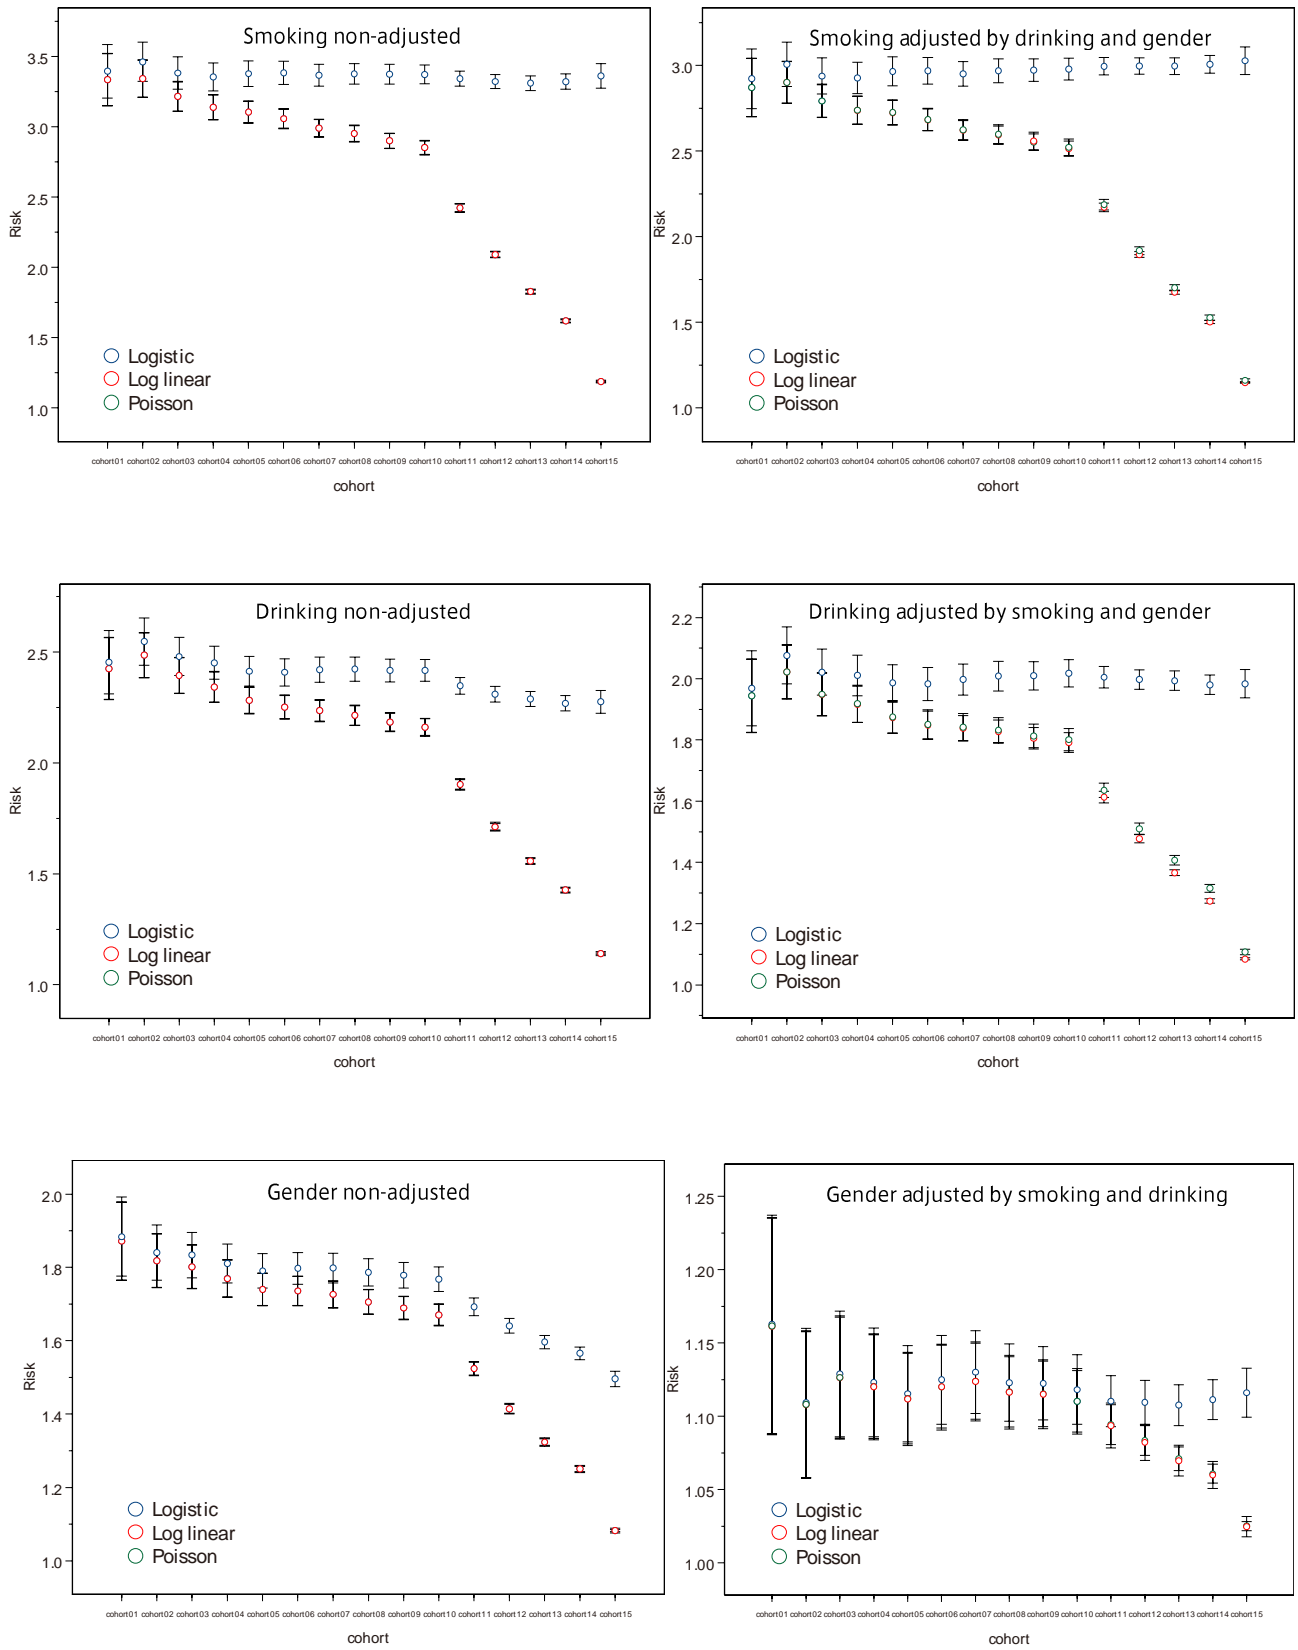 Smoking non-adjusted
3.5
3.0
2.5
2.0
1.5
1.0
Risk
Logistic
Log linear
Poisson
cohort01 cohort02 cohort03 cohort04 cohort05 cohort06 cohort07 cohort08 cohort09 cohort10 cohort11 cohort12 cohort13 cohort14 cohort15
cohort
Smoking adjusted by drinking and gender
3.0
2.5
2.0
1.5
1.0
Risk
Logistic
Log linear
Poisson
cohort01 cohort02 cohort03 cohort04 cohort05 cohort06 cohort07 cohort08 cohort09 cohort10 cohort11 cohort12 cohort13 cohort14 cohort15
cohort
Drinking non-adjusted
2.5
2.0
1.5
1.0
Risk
Logistic
Log linear
Poisson
cohort01 cohort02 cohort03 cohort04 cohort05 cohort06 cohort07 cohort08 cohort09 cohort10 cohort11 cohort12 cohort13 cohort14 cohort15
cohort
Drinking adjusted by smoking and gender
2.2
2.0
1.8
1.6
1.4
1.2
1.0
Risk
Logistic
Log linear
Poisson
cohort01 cohort02 cohort03 cohort04 cohort05 cohort06 cohort07 cohort08 cohort09 cohort10 cohort11 cohort12 cohort13 cohort14 cohort15
cohort
Gender non-adjusted
2.0
1.8
1.6
1.4
1.2
1.0
Risk
Logistic
Log linear
Poisson
cohort01 cohort02 cohort03 cohort04 cohort05 cohort06 cohort07 cohort08 cohort09 cohort10 cohort11 cohort12 cohort13 cohort14 cohort15
cohort
Gender adjusted by smoking and drinking
1.25
1.20
1.15
1.10
1.05
1.00
Risk
Logistic
Log linear
Poisson
cohort01 cohort02 cohort03 cohort04 cohort05 cohort06 cohort07 cohort08 cohort09 cohort10 cohort11 cohort12 cohort13 cohort14 cohort15
cohort